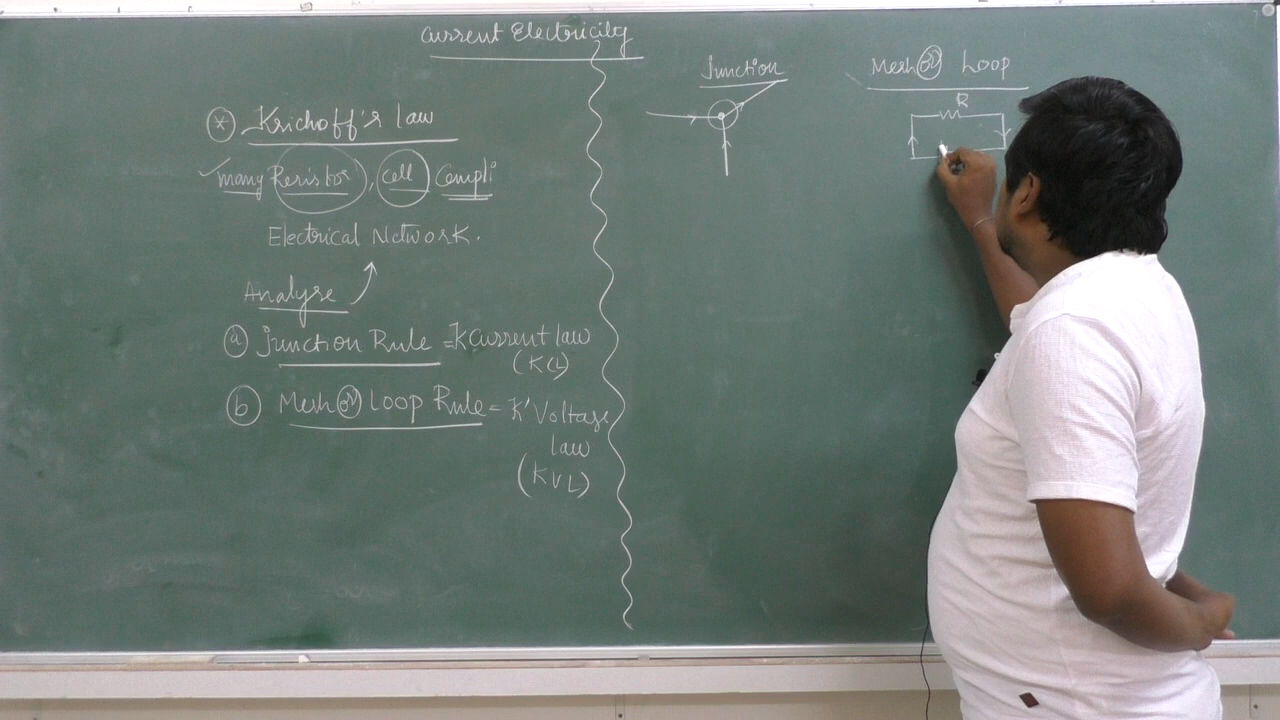 Current Electricity
* Krichoff's law
many Resistor, cell Compli
Electrical Network.
Analyse
a Junction Rule = K Current law
(KCL)
b Mesh or Loop Rule = K' Voltage
law
(KVL)
Junction
Mesh or Loop
R